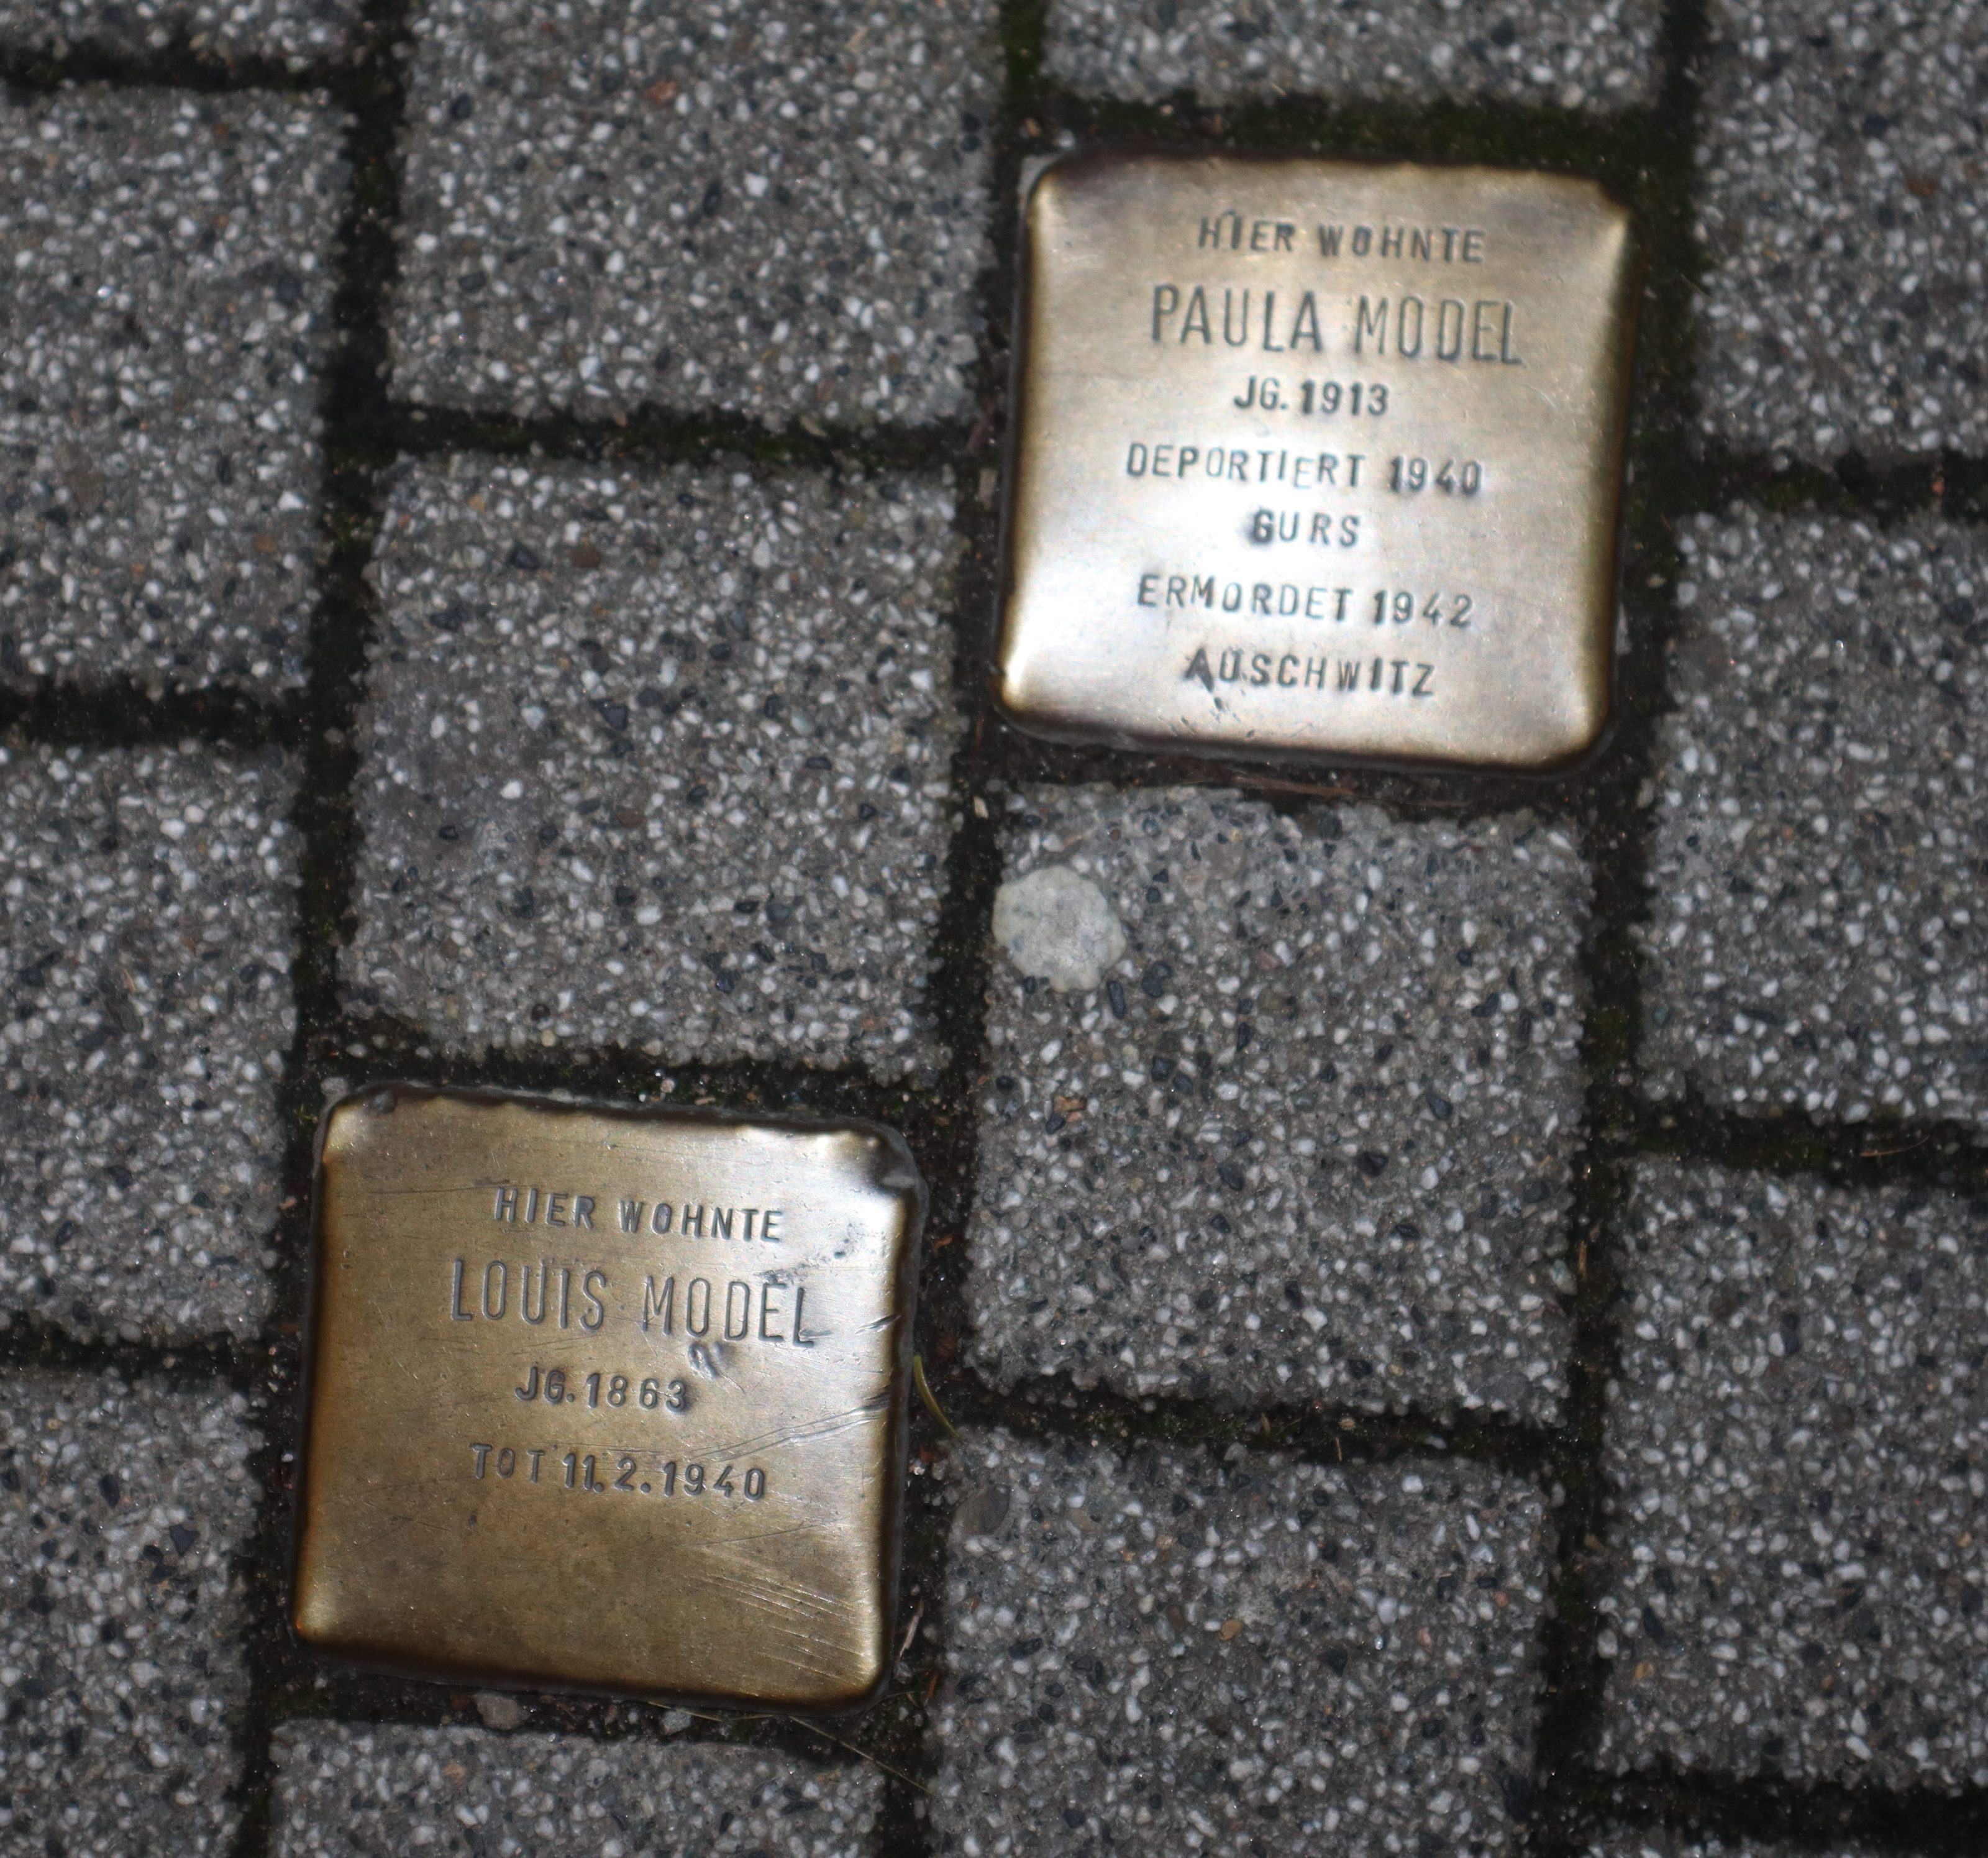 HIER WOHNTE
PAULA MODEL
JG. 1913
DEPORTIERT 1940
GURS
ERMORDET 1942
AUSCHWITZ
HIER WOHNTE
LOUIS MODEL
JG. 1863
TOT 11.2.1940